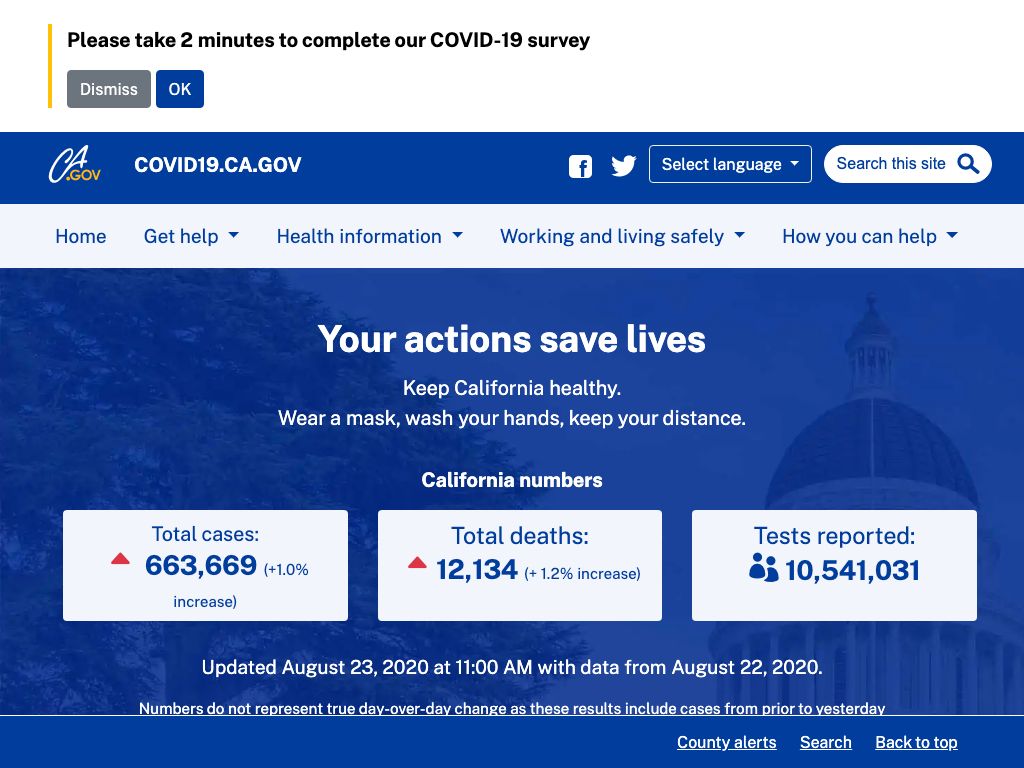 Please take 2 minutes to complete our COVID-19 survey
Dismiss
OK
CA
.GOV
COVID19.CA.GOV
Select language
Search this site
Home
Get help
Health information
Working and living safely
How you can help
Your actions save lives
Keep California healthy.
Wear a mask, wash your hands, keep your distance.
California numbers
Total cases:
663,669 (+1.0%
increase)
Total deaths:
12,134 (+ 1.2% increase)
Tests reported:
10,541,031
Updated August 23, 2020 at 11:00 AM with data from August 22, 2020.
Numbers do not represent true day-over-day change as these results include cases from prior to yesterday
County alerts
Search
Back to top